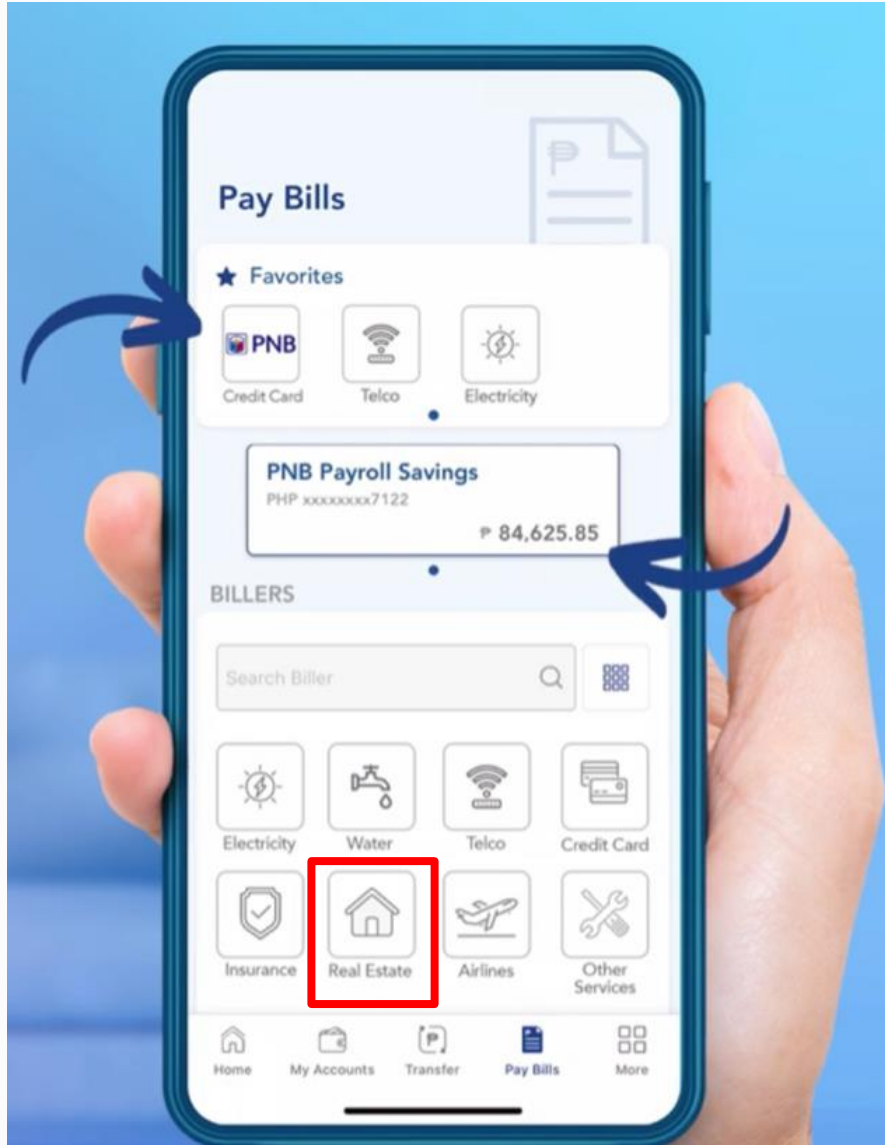 Pay Bills
₱
★ Favorites
PNB
Credit Card Telco Electricity
PNB Payroll Savings
PHP xxxxxxxx7122
₱ 84,625.85
BILLERS
Search Biller
Electricity Water Telco Credit Card
Insurance Real Estate Airlines Other
Services
₱
Home My Accounts Transfer Pay Bills More